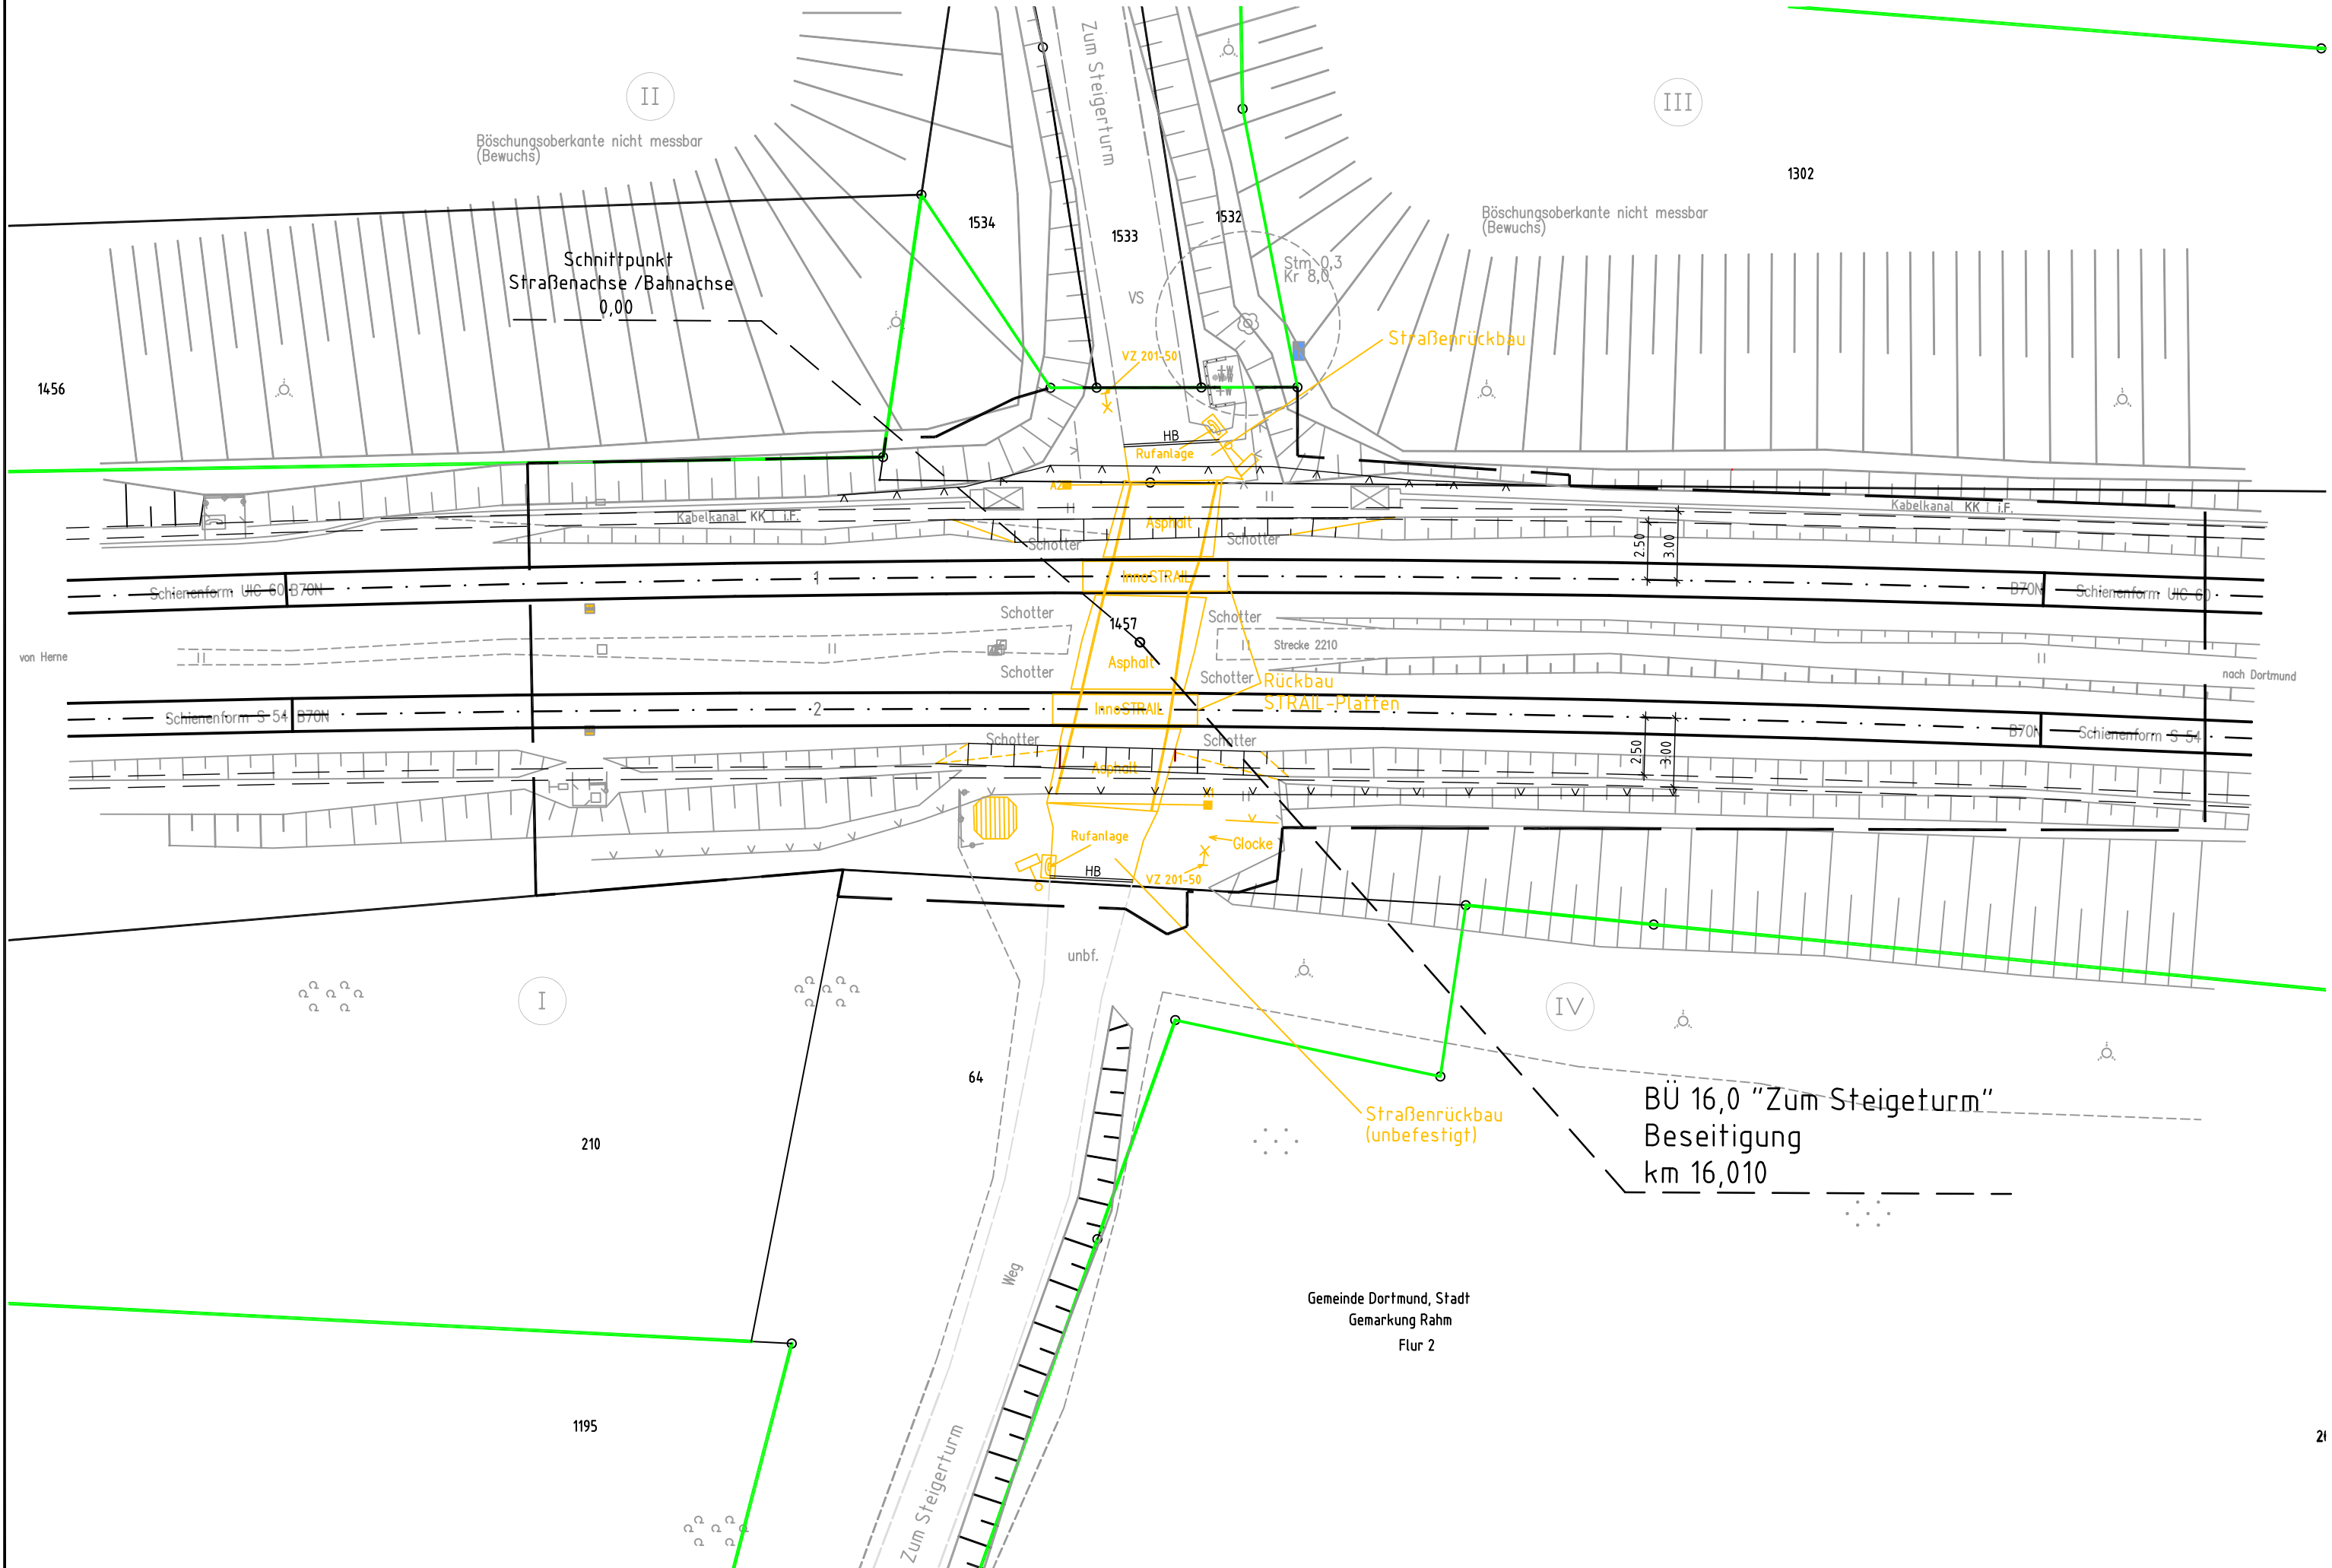 Zum Steigerturm
II
III
Böschungsoberkante nicht messbar
(Bewuchs)
1302
1534
1532
1533
Böschungsoberkante nicht messbar
(Bewuchs)
Schnittpunkt
Straßenachse /Bahnachse
0,00
Stm 0,3
Kr 8,0
VS
Straßenrückbau
VZ 201-50
1456
HB
Rufanlage
A2
Kabelkanal KK I i.F.
Asphalt
Kabelkanal KK I i.F.
Schotter
Schotter
2.50
3.00
1
InnoSTRAIL
Schienenform UIC 60
B70N
B70N
Schienenform UIC 60
Schotter
Schotter
1457
von Herne
Strecke 2210
Asphalt
nach Dortmund
Schotter
Schotter
Rückbau
STRAIL-Platten
Schienenform S 54
B70N
2
InnoSTRAIL
B70N
Schienenform S 54
Schotter
Schotter
2.50
3.00
Asphalt
Rufanlage
Glocke
HB
VZ 201-50
unbf.
I
IV
64
BÜ 16,0 "Zum Steigeturm"
Beseitigung
km 16,010
Straßenrückbau
(unbefestigt)
210
Weg
Gemeinde Dortmund, Stadt
Gemarkung Rahm
Flur 2
1195
Zum Steigerturm